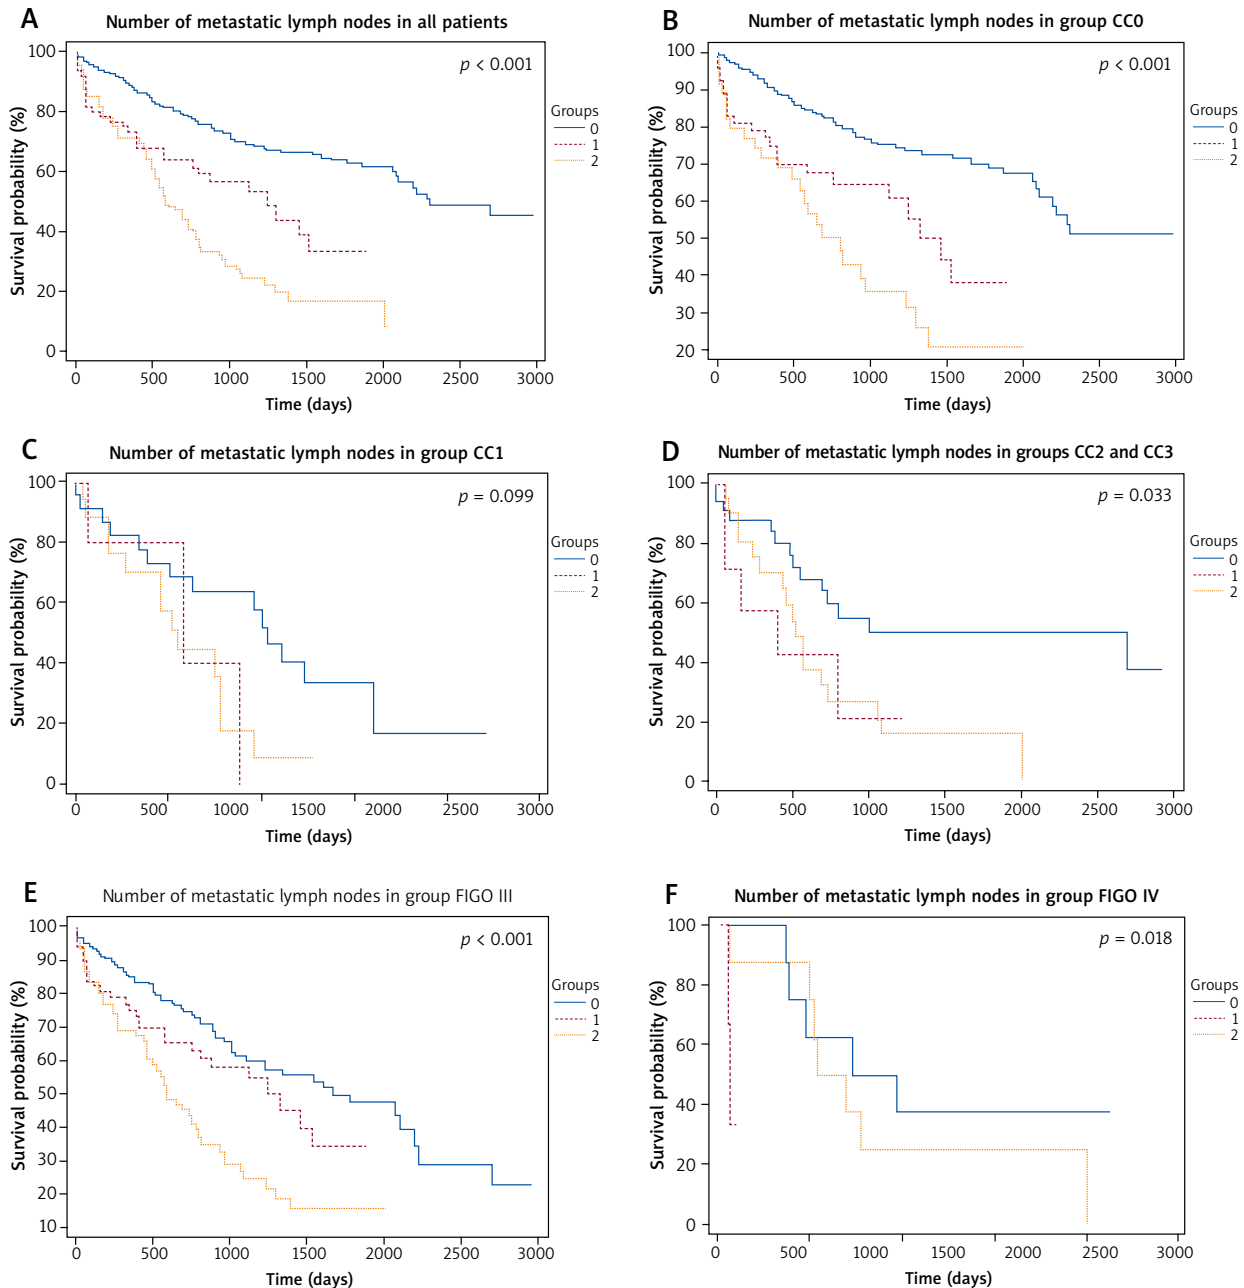 A
Number of metastatic lymph nodes in all patients
p < 0.001
Survival probability (%)
100
80
60
40
20
0
0 500 1000 1500 2000 2500 3000
Time (days)
Groups
0
1
2
B
Number of metastatic lymph nodes in group CC0
p < 0.001
Survival probability (%)
100
90
80
70
60
50
40
30
20
0 500 1000 1500 2000 2500 3000
Time (days)
Groups
0
1
2
C
Number of metastatic lymph nodes in group CC1
p = 0.099
Survival probability (%)
100
80
60
40
20
0
0 500 1000 1500 2000 2500 3000
Time (days)
Groups
0
1
2
D
Number of metastatic lymph nodes in groups CC2 and CC3
p = 0.033
Survival probability (%)
100
80
60
40
20
0
0 500 1000 1500 2000 2500 3000
Time (days)
Groups
0
1
2
E
Number of metastatic lymph nodes in group FIGO III
p < 0.001
Survival probability (%)
100
90
80
70
60
50
40
30
20
10
0 500 1000 1500 2000 2500 3000
Time (days)
Groups
0
1
2
F
Number of metastatic lymph nodes in group FIGO IV
p = 0.018
Survival probability (%)
100
80
60
40
20
0
0 500 1000 1500 2000 2500 3000
Time (days)
Groups
0
1
2